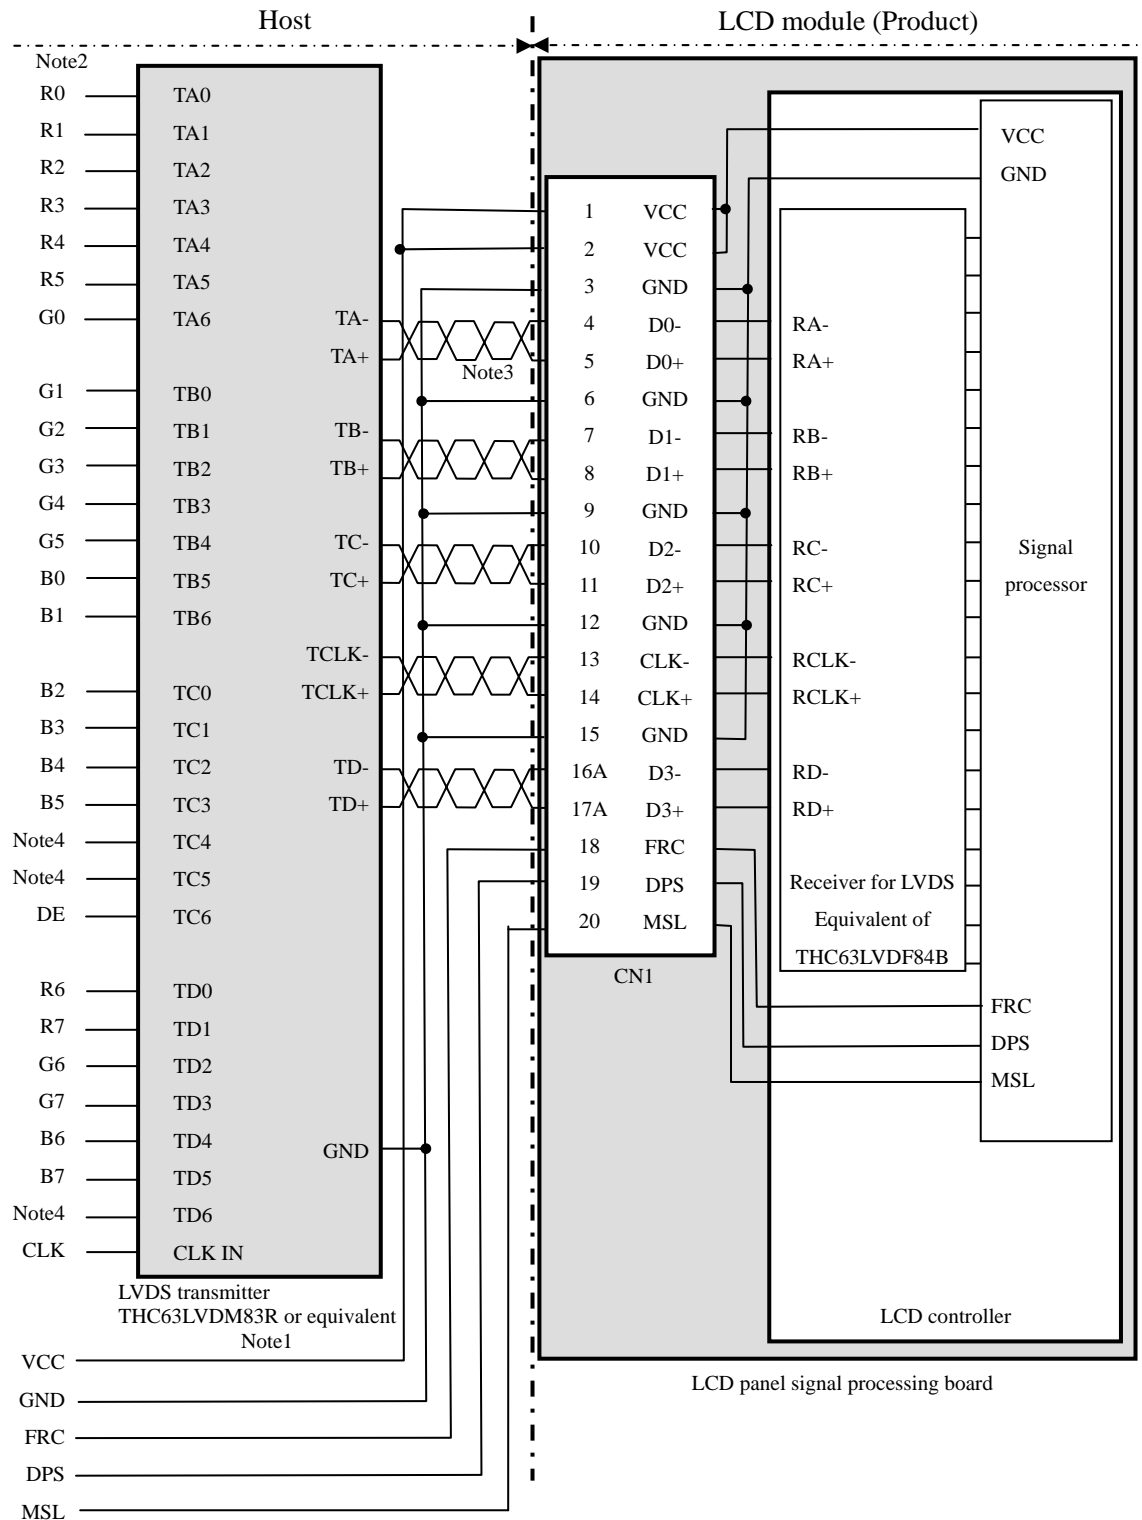 Host
LCD module (Product)
Note2
R0 TA0
R1 TA1
R2 TA2
R3 TA3
R4 TA4
R5 TA5
G0 TA6 TA-
TA+
Note3
G1 TB0
G2 TB1 TB-
G3 TB2 TB+
G4 TB3
G5 TB4 TC-
B0 TB5 TC+
B1 TB6
TCLK-
B2 TC0 TCLK+
B3 TC1
B4 TC2 TD-
B5 TC3 TD+
Note4 TC4
Note4 TC5
DE TC6
R6 TD0
R7 TD1
G6 TD2
G7 TD3
B6 TD4 GND
B7 TD5
Note4 TD6
CLK CLK IN
LVDS transmitter
THC63LVDM83R or equivalent
Note1
VCC
GND
FRC
DPS
MSL
1 VCC
2 VCC
3 GND
4 D0-
5 D0+
6 GND
7 D1-
8 D1+
9 GND
10 D2-
11 D2+
12 GND
13 CLK-
14 CLK+
15 GND
16A D3-
17A D3+
18 FRC
19 DPS
20 MSL
CN1
RA-
RA+
RB-
RB+
RC-
RC+
RCLK-
RCLK+
RD-
RD+
Receiver for LVDS
Equivalent of
THC63LVDF84B
VCC
GND
Signal
processor
FRC
DPS
MSL
LCD controller
LCD panel signal processing board